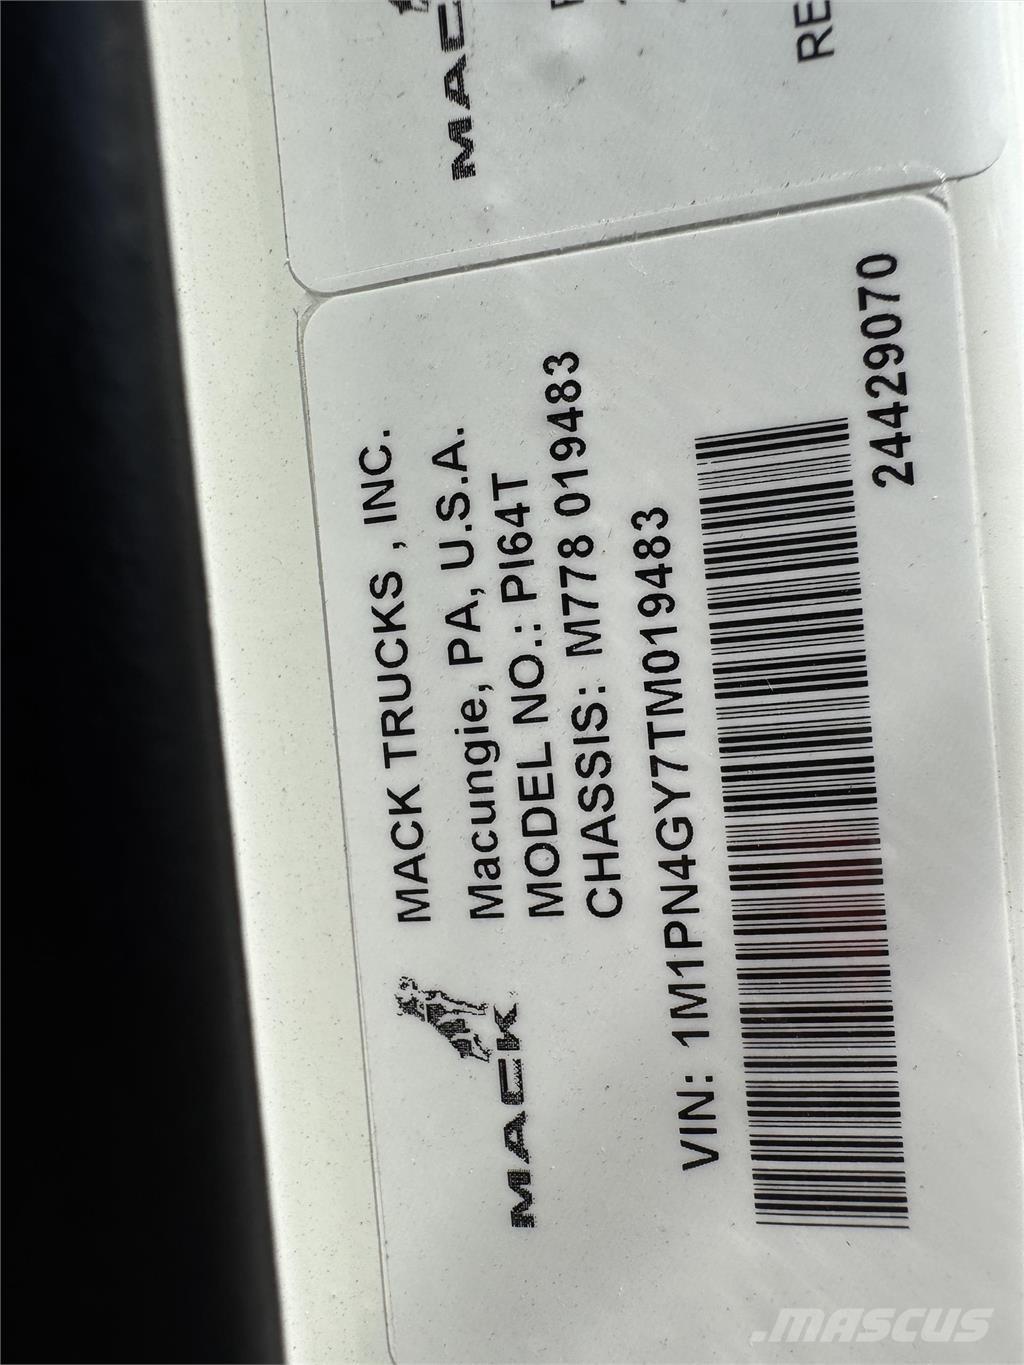 MACK
RE
MACK TRUCKS , INC.
Macungie, PA, U.S.A.
MODEL NO.: PI64T
CHASSIS: M778 019483
MACK
VIN: 1M1PN4GY7TM019483
24429070
.MASCUS